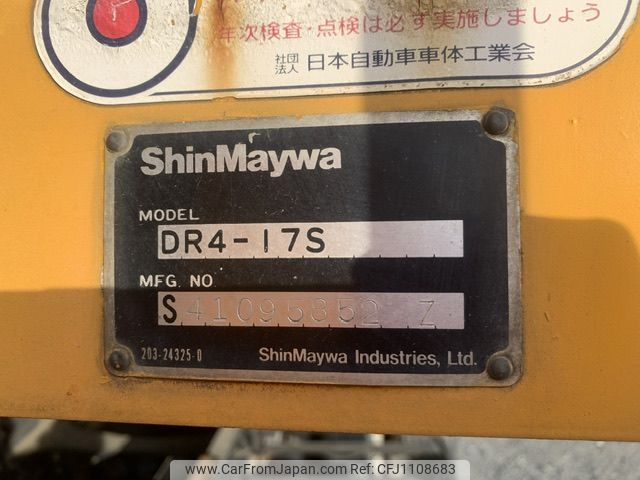 年次検査・点検は必ず実施しましょう
社団法人 日本自動車車体工業会
ShinMaywa
MODEL
DR4-17S
MFG. NO
S 41095852 Z
203-24325-0
ShinMaywa Industries, Ltd.
www.CarFromJapan.com | Ref:CFJ1108683